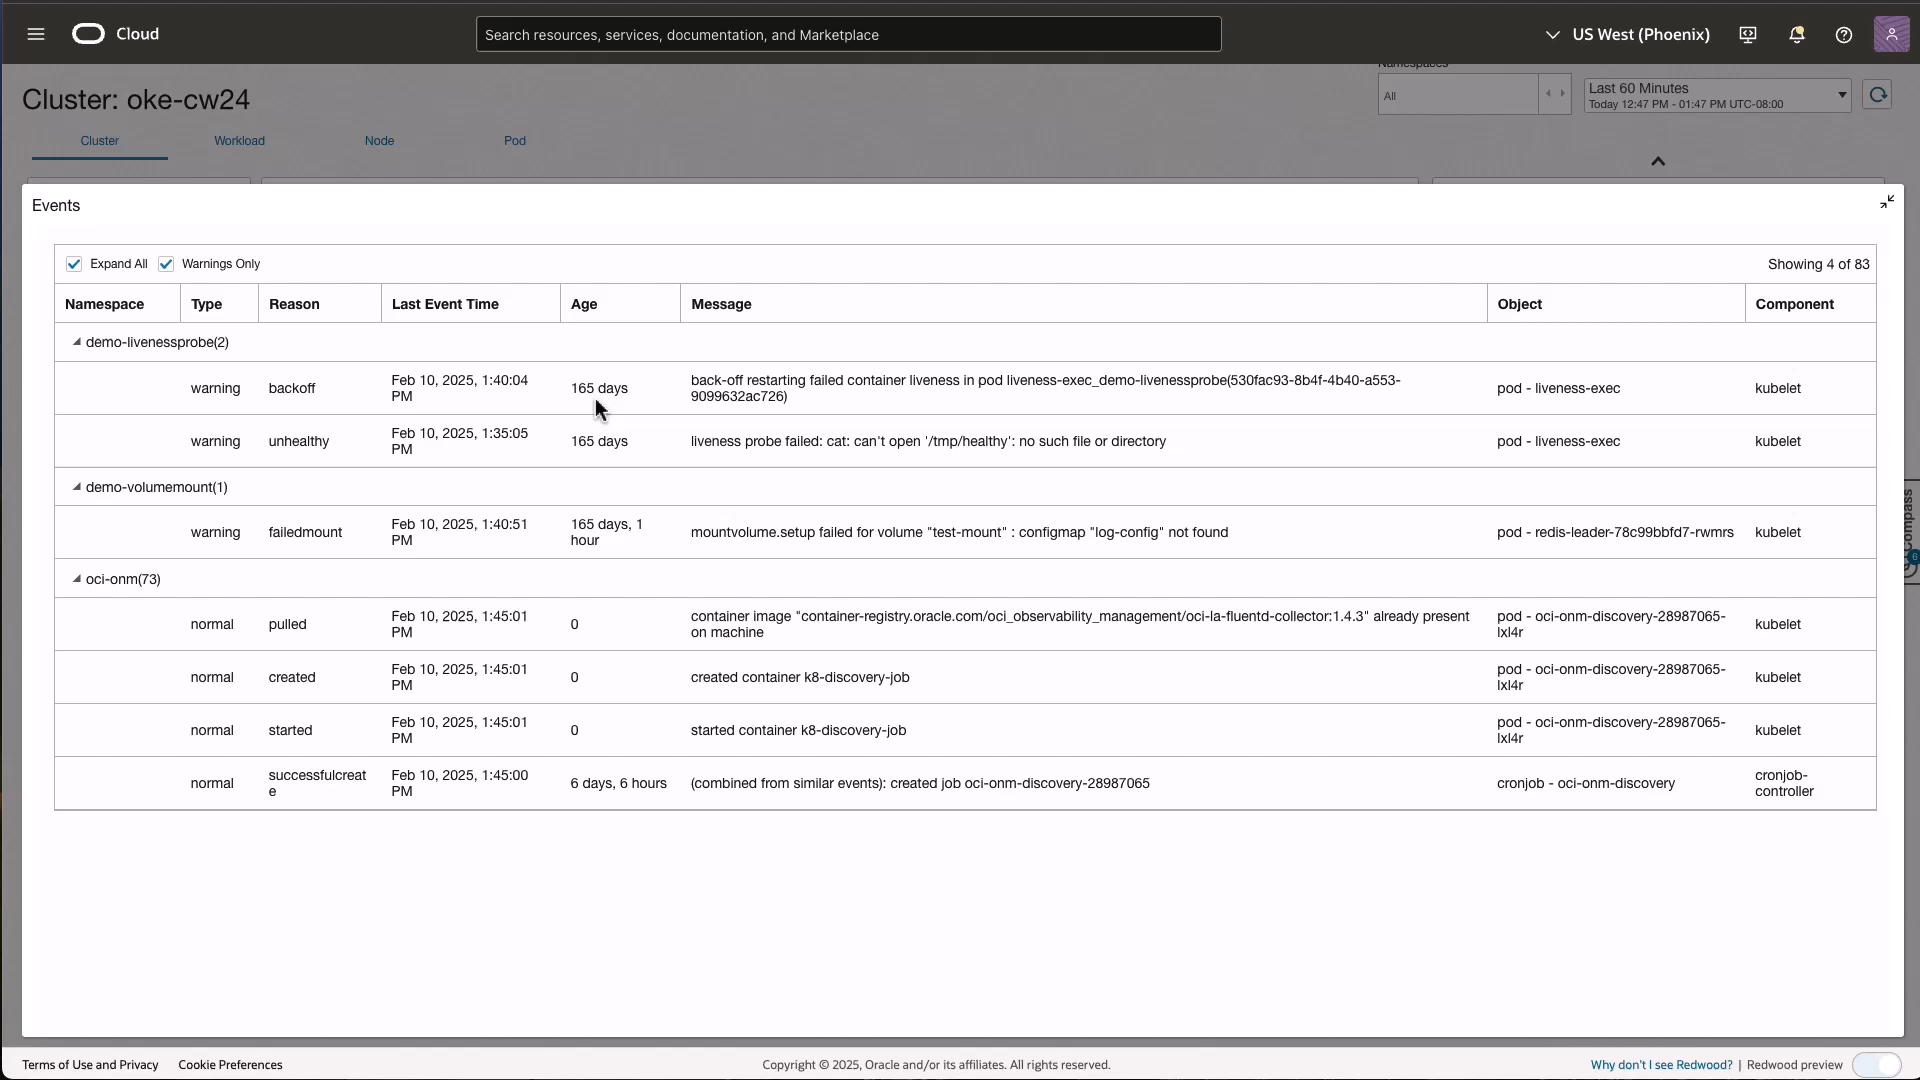 Cloud
Search resources, services, documentation, and Marketplace
US West (Phoenix)
Cluster: oke-cw24
Namespaces
All
Last 60 Minutes
Today 12:47 PM - 01:47 PM UTC-08:00
Cluster Workload Node Pod
Events
Expand All Warnings Only Showing 4 of 83
Namespace Type Reason Last Event Time Age Message Object Component
demo-livenessprobe(2)
warning backoff Feb 10, 2025, 1:40:04 PM 165 days back-off restarting failed container liveness in pod liveness-exec_demo-livenessprobe(530fac93-8b4f-4b40-a553-9099632ac726) pod - liveness-exec kubelet
warning unhealthy Feb 10, 2025, 1:35:05 PM 165 days liveness probe failed: cat: can't open '/tmp/healthy': no such file or directory pod - liveness-exec kubelet
demo-volumemount(1)
warning failedmount Feb 10, 2025, 1:40:51 PM 165 days, 1 hour mountvolume.setup failed for volume "test-mount" : configmap "log-config" not found pod - redis-leader-78c99bbfd7-rwmrs kubelet
oci-onm(73)
normal pulled Feb 10, 2025, 1:45:01 PM 0 container image "container-registry.oracle.com/oci_observability_management/oci-la-fluentd-collector:1.4.3" already present on machine pod - oci-onm-discovery-28987065-lxl4r kubelet
normal created Feb 10, 2025, 1:45:01 PM 0 created container k8-discovery-job pod - oci-onm-discovery-28987065-lxl4r kubelet
normal started Feb 10, 2025, 1:45:01 PM 0 started container k8-discovery-job pod - oci-onm-discovery-28987065-lxl4r kubelet
normal successfulcreate Feb 10, 2025, 1:45:00 PM 6 days, 6 hours (combined from similar events): created job oci-onm-discovery-28987065 cronjob - oci-onm-discovery cronjob-controller
Compass
6
Terms of Use and Privacy Cookie Preferences Copyright © 2025, Oracle and/or its affiliates. All rights reserved. Why don't I see Redwood? | Redwood preview